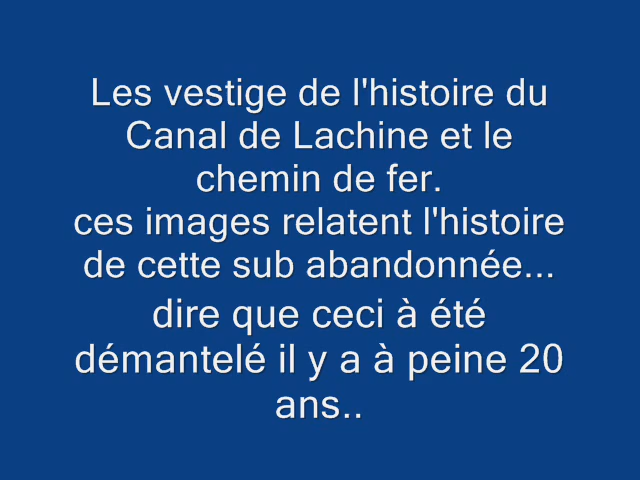 Les vestige de l'histoire du
Canal de Lachine et le
chemin de fer.
ces images relatent l'histoire
de cette sub abandonnée...
dire que ceci à été
démantelé il y a à peine 20
ans..